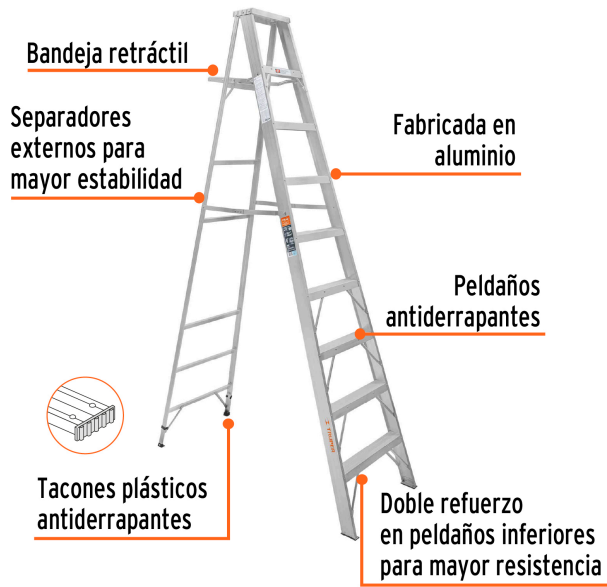 Bandeja retráctil
Separadores
externos para
mayor estabilidad
Fabricada en
aluminio
Peldaños
antiderrapantes
TRUPER
Tacones plásticos
antiderrapantes
Doble refuerzo
en peldaños inferiores
para mayor resistencia